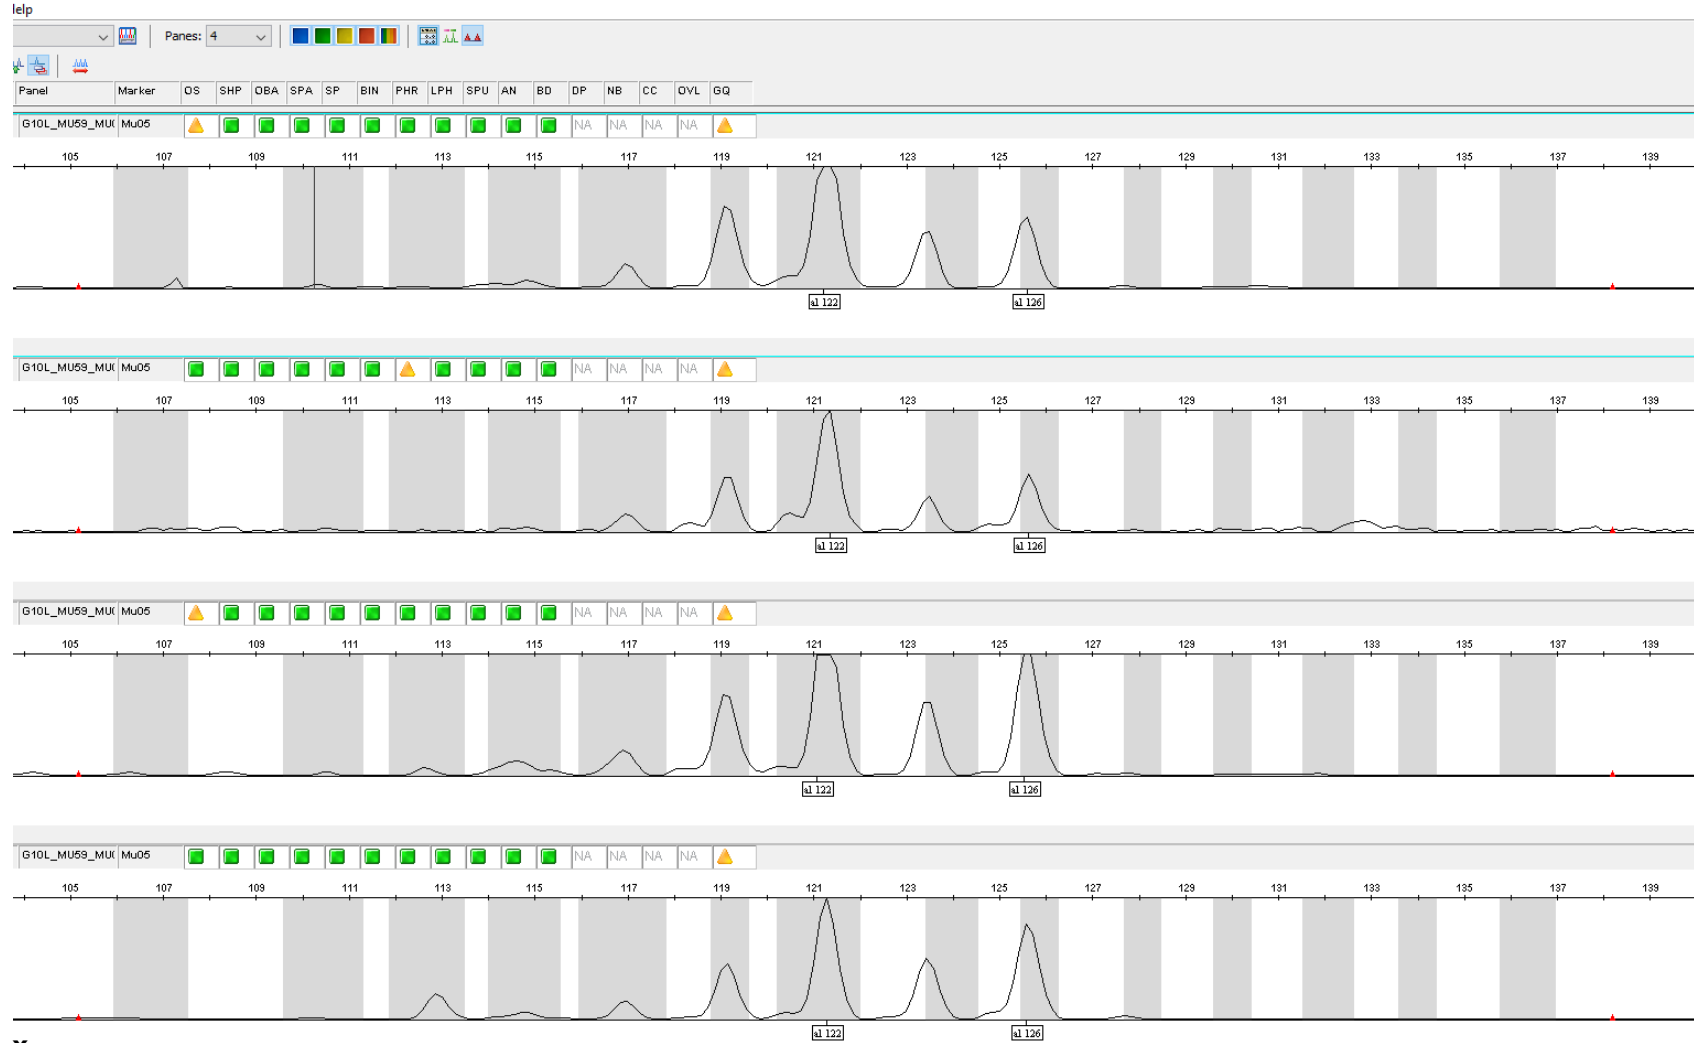 lelp
Panes: 4
Panel Marker OS SHP OBA SPA SP BIN PHR LPH SPU AN BD DP NB CC OVL GQ
G10L_MU59_MU( Mu05 NA NA NA NA
105 107 109 111 113 115 117 119 121 123 125 127 129 131 133 135 137 139
al 122 al 126
G10L_MU59_MU( Mu05 NA NA NA NA
105 107 109 111 113 115 117 119 121 123 125 127 129 131 133 135 137 139
al 122 al 126
G10L_MU59_MU( Mu05 NA NA NA NA
105 107 109 111 113 115 117 119 121 123 125 127 129 131 133 135 137 139
al 122 al 126
G10L_MU59_MU( Mu05 NA NA NA NA
105 107 109 111 113 115 117 119 121 123 125 127 129 131 133 135 137 139
al 122 al 126